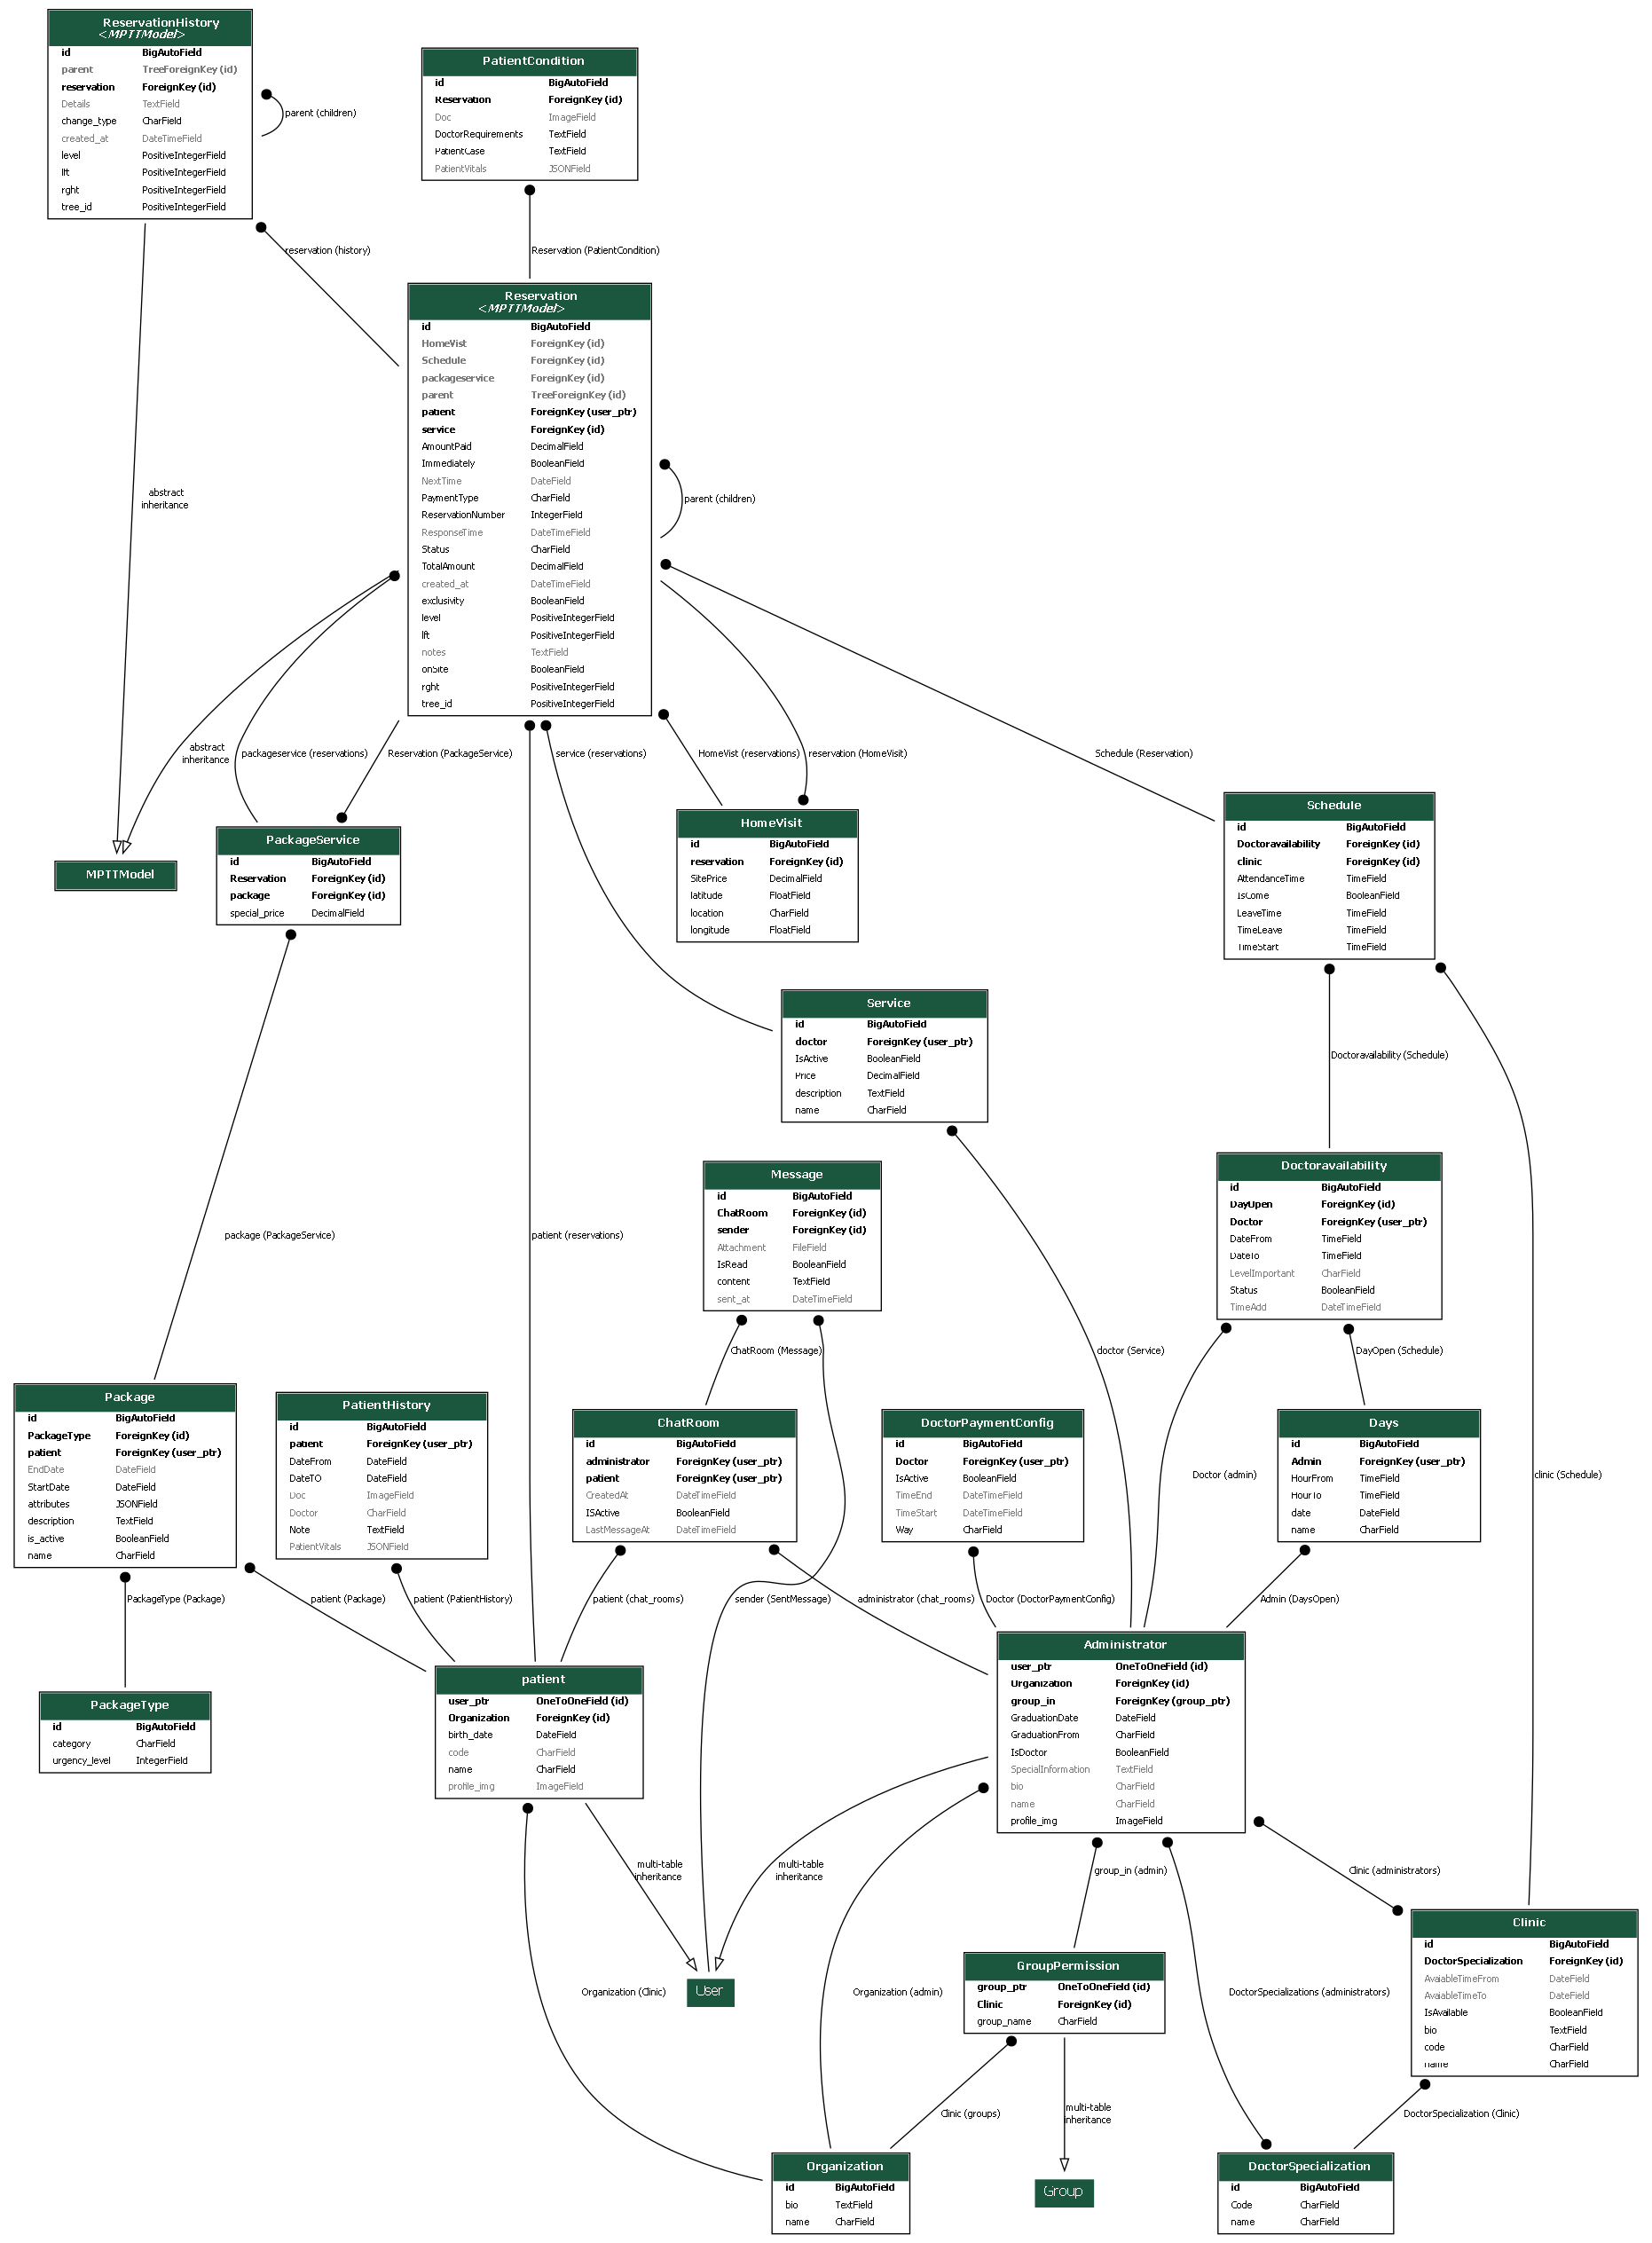 ReservationHistory
<MPTTModel>
id BigAutoField
parent TreeForeignKey (id)
reservation ForeignKey (id)
Details TextField
change_type CharField
created_at DateTimeField
level PositiveIntegerField
lft PositiveIntegerField
rght PositiveIntegerField
tree_id PositiveIntegerField
parent (children)
PatientCondition
id BigAutoField
Reservation ForeignKey (id)
Doc ImageField
DoctorRequirements TextField
PatientCase TextField
PatientVitals JSONField
reservation (history)
Reservation (PatientCondition)
Reservation
<MPTTModel>
id BigAutoField
HomeVist ForeignKey (id)
Schedule ForeignKey (id)
packageservice ForeignKey (id)
parent TreeForeignKey (id)
patient ForeignKey (user_ptr)
service ForeignKey (id)
AmountPaid DecimalField
Immediately BooleanField
NextTime DateField
PaymentType CharField
ReservationNumber IntegerField
ResponseTime DateTimeField
Status CharField
TotalAmount DecimalField
created_at DateTimeField
exclusivity BooleanField
level PositiveIntegerField
lft PositiveIntegerField
notes TextField
onSite BooleanField
rght PositiveIntegerField
tree_id PositiveIntegerField
parent (children)
abstract
inheritance
abstract
inheritance
packageservice (reservations)
Reservation (PackageService)
service (reservations)
HomeVist (reservations)
reservation (HomeVisit)
Schedule (Reservation)
MPTTModel
PackageService
id BigAutoField
Reservation ForeignKey (id)
package ForeignKey (id)
special_price DecimalField
HomeVisit
id BigAutoField
reservation ForeignKey (id)
SitePrice DecimalField
latitude FloatField
location CharField
longitude FloatField
Schedule
id BigAutoField
Doctoravailability ForeignKey (id)
clinic ForeignKey (id)
AttendanceTime TimeField
IsCome BooleanField
LeaveTime TimeField
TimeLeave TimeField
TimeStart TimeField
Service
id BigAutoField
doctor ForeignKey (user_ptr)
IsActive BooleanField
Price DecimalField
description TextField
name CharField
Doctoravailability (Schedule)
Message
id BigAutoField
ChatRoom ForeignKey (id)
sender ForeignKey (id)
Attachment FileField
IsRead BooleanField
content TextField
sent_at DateTimeField
Doctoravailability
id BigAutoField
DayOpen ForeignKey (id)
Doctor ForeignKey (user_ptr)
DateFrom TimeField
DateTo TimeField
LevelImportant CharField
Status BooleanField
TimeAdd DateTimeField
package (PackageService)
patient (reservations)
ChatRoom (Message)
doctor (Service)
DayOpen (Schedule)
Package
id BigAutoField
PackageType ForeignKey (id)
patient ForeignKey (user_ptr)
EndDate DateField
StartDate DateField
attributes JSONField
description TextField
is_active BooleanField
name CharField
PatientHistory
id BigAutoField
patient ForeignKey (user_ptr)
DateFrom DateField
DateTO DateField
Doc ImageField
Doctor CharField
Note TextField
PatientVitals JSONField
ChatRoom
id BigAutoField
administrator ForeignKey (user_ptr)
patient ForeignKey (user_ptr)
CreatedAt DateTimeField
ISActive BooleanField
LastMessageAt DateTimeField
DoctorPaymentConfig
id BigAutoField
Doctor ForeignKey (user_ptr)
IsActive BooleanField
TimeEnd DateTimeField
TimeStart DateTimeField
Way CharField
Doctor (admin)
Days
id BigAutoField
Admin ForeignKey (user_ptr)
HourFrom TimeField
HourTo TimeField
date DateField
name CharField
clinic (Schedule)
PackageType (Package)
patient (Package)
patient (PatientHistory)
patient (chat_rooms)
sender (SentMessage)
administrator (chat_rooms)
Doctor (DoctorPaymentConfig)
Admin (DaysOpen)
PackageType
id BigAutoField
category CharField
urgency_level IntegerField
patient
user_ptr OneToOneField (id)
Organization ForeignKey (id)
birth_date DateField
code CharField
name CharField
profile_img ImageField
Administrator
user_ptr OneToOneField (id)
Organization ForeignKey (id)
group_in ForeignKey (group_ptr)
GraduationDate DateField
GraduationFrom CharField
IsDoctor BooleanField
SpecialInformation TextField
bio CharField
name CharField
profile_img ImageField
multi-table
inheritance
multi-table
inheritance
group_in (admin)
Clinic (administrators)
Clinic
id BigAutoField
DoctorSpecialization ForeignKey (id)
AvaiableTimeFrom DateField
AvaiableTimeTo DateField
IsAvailable BooleanField
bio TextField
code CharField
name CharField
Organization (Clinic)
User
Organization (admin)
GroupPermission
group_ptr OneToOneField (id)
Clinic ForeignKey (id)
group_name CharField
DoctorSpecializations (administrators)
Clinic (groups)
multi-table
inheritance
DoctorSpecialization (Clinic)
Organization
id BigAutoField
bio TextField
name CharField
Group
DoctorSpecialization
id BigAutoField
Code CharField
name CharField